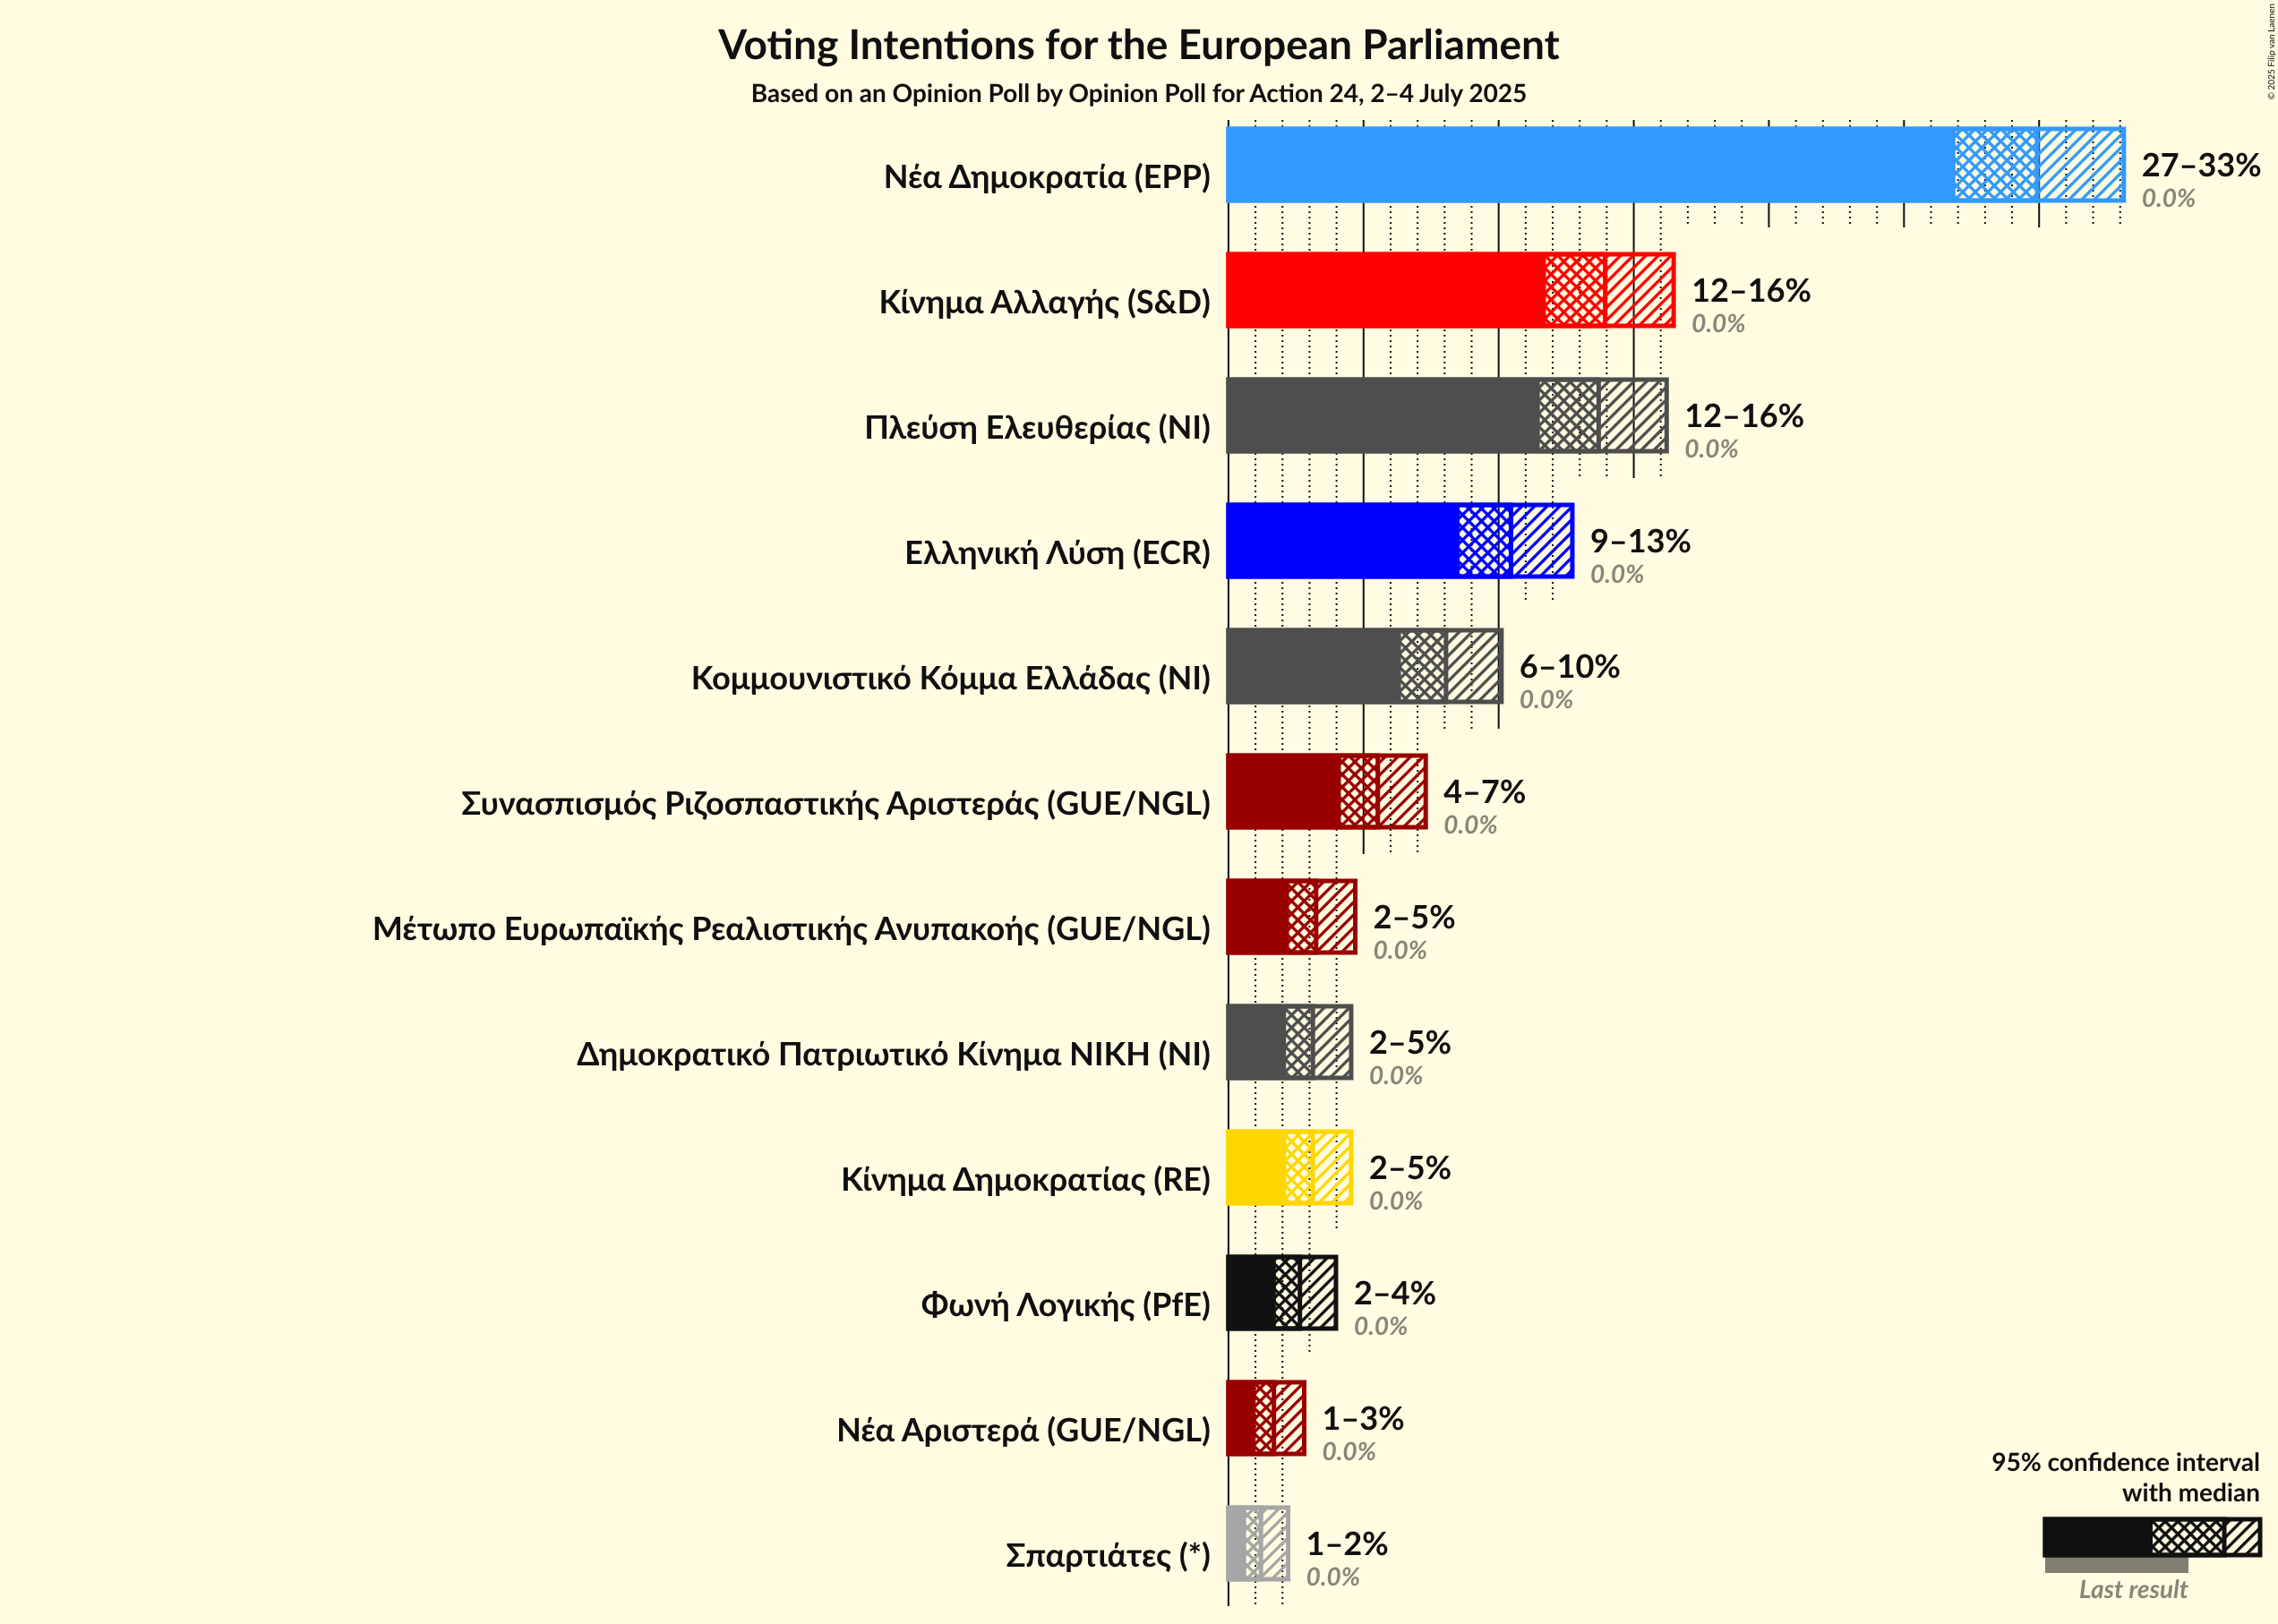 Voting Intentions for the European Parliament
Based on an Opinion Poll by Opinion Poll for Action 24, 2–4 July 2025
© 2025 Filip van Laenen
Νέα Δημοκρατία (EPP)
27–33%
0.0%
Κίνημα Αλλαγής (S&D)
12–16%
0.0%
Πλεύση Ελευθερίας (NI)
12–16%
0.0%
Ελληνική Λύση (ECR)
9–13%
0.0%
Κομμουνιστικό Κόμμα Ελλάδας (NI)
6–10%
0.0%
Συνασπισμός Ριζοσπαστικής Αριστεράς (GUE/NGL)
4–7%
0.0%
Μέτωπο Ευρωπαϊκής Ρεαλιστικής Ανυπακοής (GUE/NGL)
2–5%
0.0%
Δημοκρατικό Πατριωτικό Κίνημα ΝΙΚΗ (NI)
2–5%
0.0%
Κίνημα Δημοκρατίας (RE)
2–5%
0.0%
Φωνή Λογικής (PfE)
2–4%
0.0%
Νέα Αριστερά (GUE/NGL)
1–3%
0.0%
Σπαρτιάτες (*)
1–2%
0.0%
95% confidence interval
with median
Last result